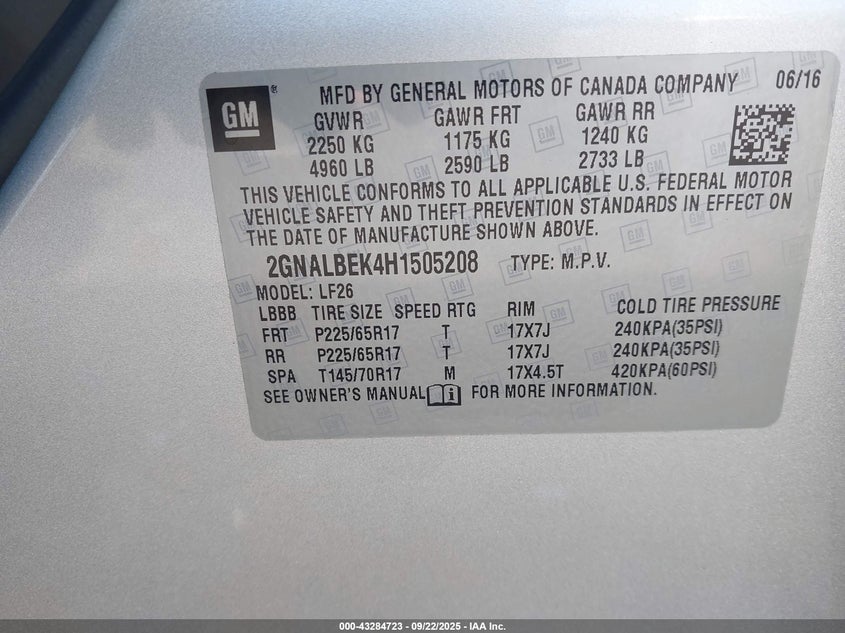 GM ® MFD BY GENERAL MOTORS OF CANADA COMPANY 06/16
GVWR GAWR FRT GAWR RR
2250 KG 1175 KG 1240 KG
4960 LB 2590 LB 2733 LB
THIS VEHICLE CONFORMS TO ALL APPLICABLE U.S. FEDERAL MOTOR
VEHICLE SAFETY AND THEFT PREVENTION STANDARDS IN EFFECT ON
THE DATE OF MANUFACTURE SHOWN ABOVE.
2GNALBEK4H1505208 TYPE: M.P.V.
MODEL: LF26
LBBB TIRE SIZE SPEED RTG RIM COLD TIRE PRESSURE
FRT P225/65R17 T 17X7J 240KPA(35PSI)
RR P225/65R17 T 17X7J 240KPA(35PSI)
SPA T145/70R17 M 17X4.5T 420KPA(60PSI)
SEE OWNER'S MANUAL i FOR MORE INFORMATION.
000-43284723 - 09/22/2025 - IAA Inc.